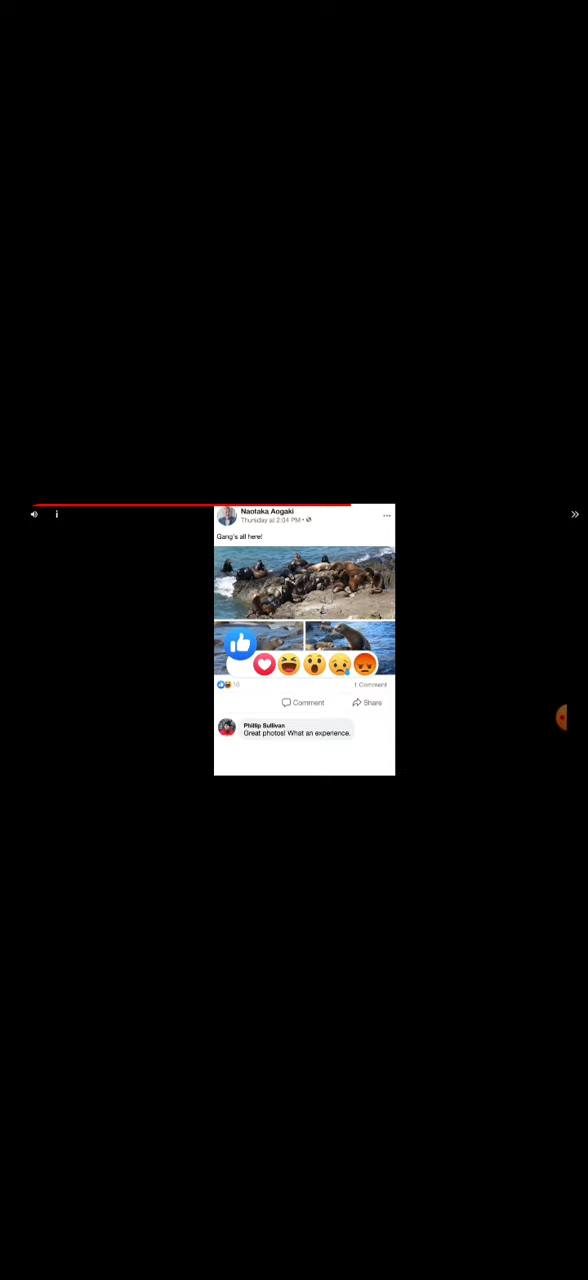 Naotaka Aogaki
Thursday at 2:04 PM •
Gang's all here!
16
1 Comment
Comment
Share
Phillip Sullivan
Great photos! What an experience.